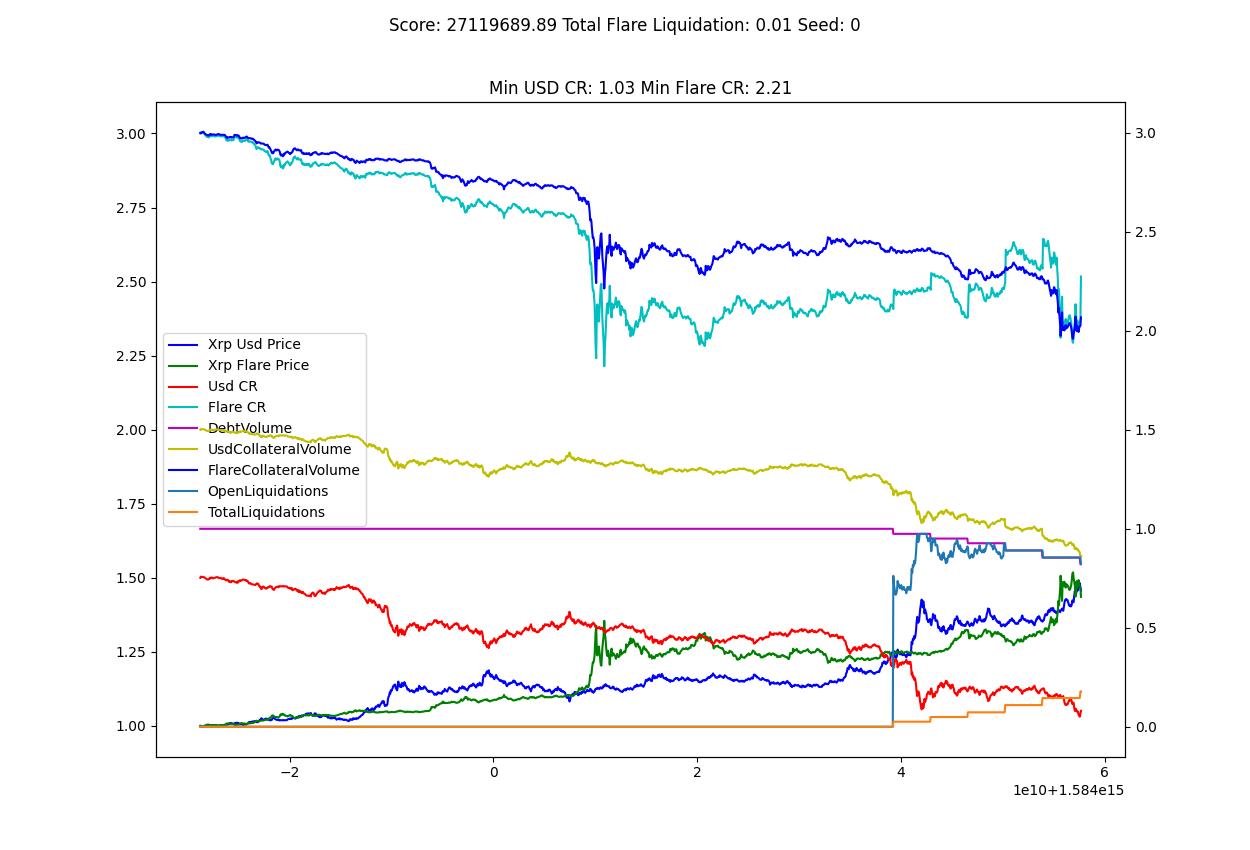 Score: 27119689.89 Total Flare Liquidation: 0.01 Seed: 0
Min USD CR: 1.03 Min Flare CR: 2.21
3.00
2.75
2.50
2.25
2.00
1.75
1.50
1.25
1.00
Xrp Usd Price
Xrp Flare Price
Usd CR
Flare CR
DebtVolume
UsdCollateralVolume
FlareCollateralVolume
OpenLiquidations
TotalLiquidations
3.0
2.5
2.0
1.5
1.0
0.5
0.0
−2 0 2 4 6
1e10+1.584e15